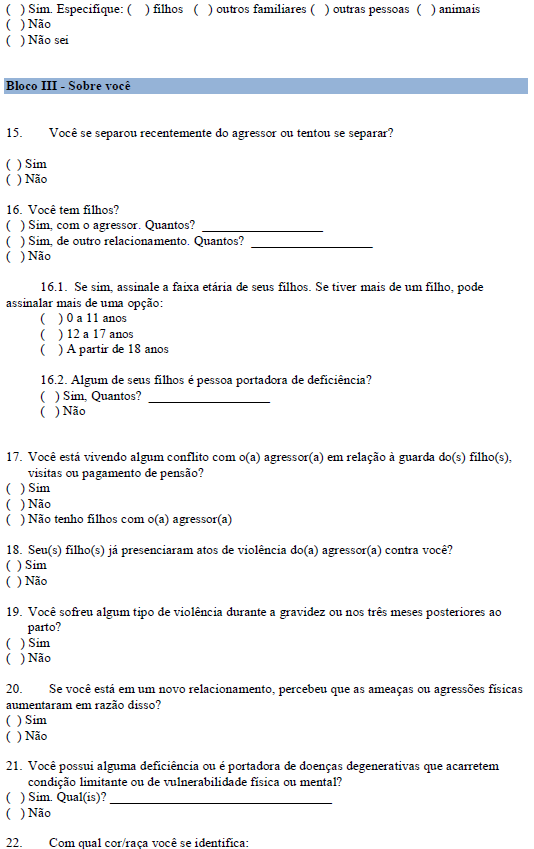 ( ) Sim. Especifique: ( ) filhos ( ) outros familiares ( ) outras pessoas ( ) animais
( ) Não
( ) Não sei
Bloco III - Sobre você
15. Você se separou recentemente do agressor ou tentou se separar?
( ) Sim
( ) Não
16. Você tem filhos?
( ) Sim, com o agressor. Quantos? ____________________
( ) Sim, de outro relacionamento. Quantos? ____________________
( ) Não
16.1. Se sim, assinale a faixa etária de seus filhos. Se tiver mais de um filho, pode
assinalar mais de uma opção:
( ) 0 a 11 anos
( ) 12 a 17 anos
( ) A partir de 18 anos
16.2. Algum de seus filhos é pessoa portadora de deficiência?
( ) Sim, Quantos? ____________________
( ) Não
17. Você está vivendo algum conflito com o(a) agressor(a) em relação à guarda do(s) filho(s),
visitas ou pagamento de pensão?
( ) Sim
( ) Não
( ) Não tenho filhos com o(a) agressor(a)
18. Seu(s) filho(s) já presenciaram atos de violência do(a) agressor(a) contra você?
( ) Sim
( ) Não
19. Você sofreu algum tipo de violência durante a gravidez ou nos três meses posteriores ao
parto?
( ) Sim
( ) Não
20. Se você está em um novo relacionamento, percebeu que as ameaças ou agressões físicas
aumentaram em razão disso?
( ) Sim
( ) Não
21. Você possui alguma deficiência ou é portadora de doenças degenerativas que acarretem
condição limitante ou de vulnerabilidade física ou mental?
( ) Sim. Qual(is)? ____________________________________
( ) Não
22. Com qual cor/raça você se identifica: